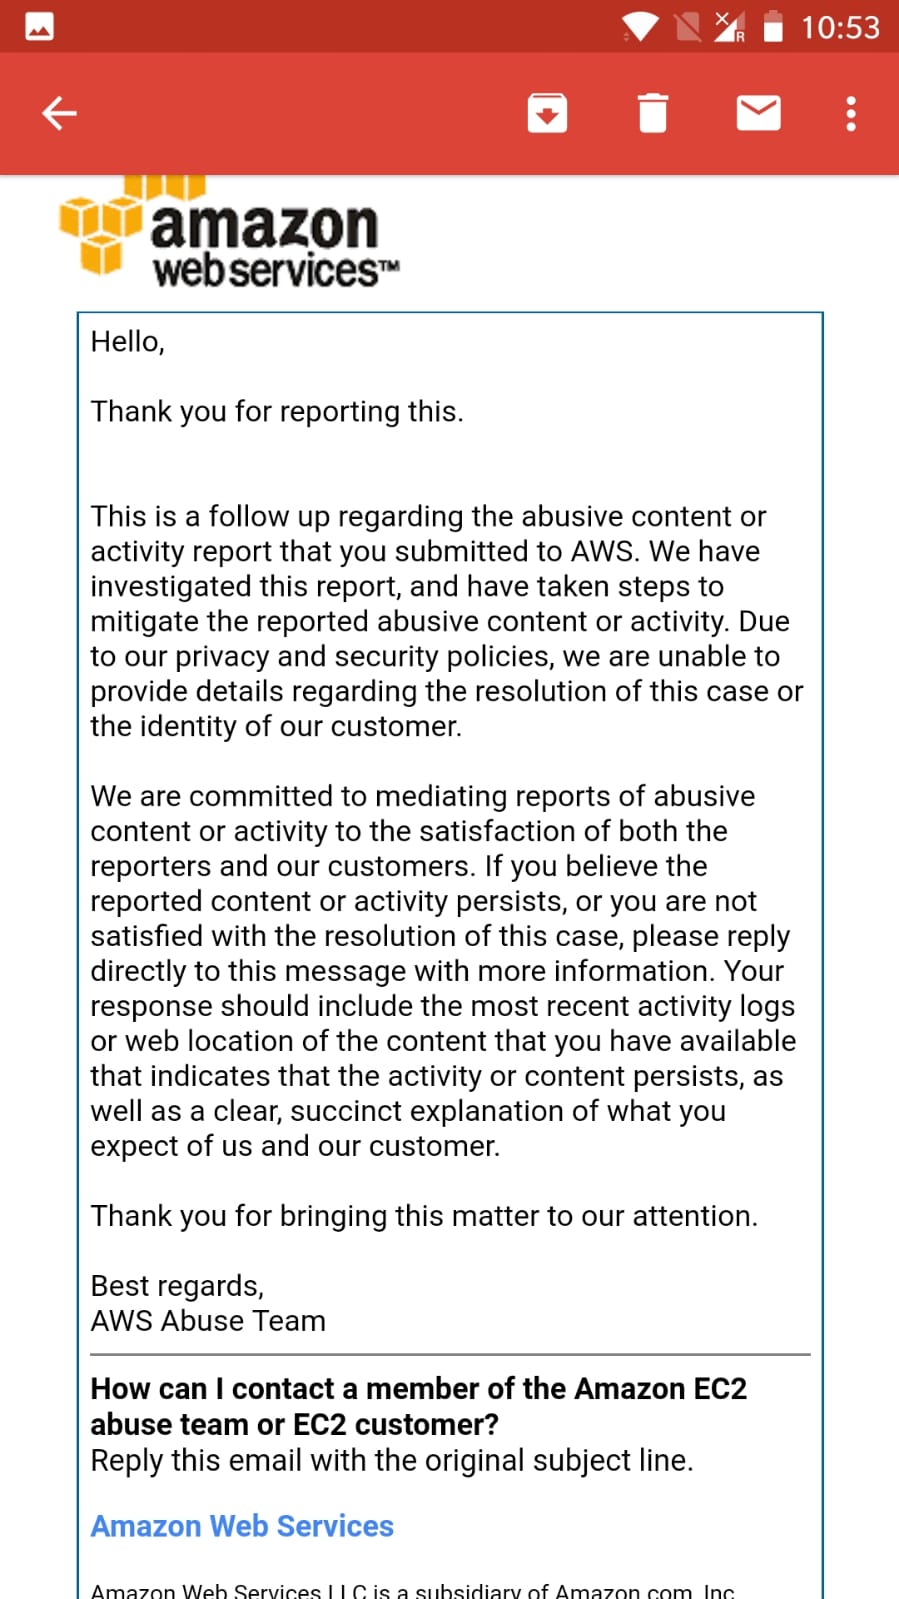 10:53
R
amazon
webservices™
Hello,
Thank you for reporting this.
This is a follow up regarding the abusive content or
activity report that you submitted to AWS. We have
investigated this report, and have taken steps to
mitigate the reported abusive content or activity. Due
to our privacy and security policies, we are unable to
provide details regarding the resolution of this case or
the identity of our customer.
We are committed to mediating reports of abusive
content or activity to the satisfaction of both the
reporters and our customers. If you believe the
reported content or activity persists, or you are not
satisfied with the resolution of this case, please reply
directly to this message with more information. Your
response should include the most recent activity logs
or web location of the content that you have available
that indicates that the activity or content persists, as
well as a clear, succinct explanation of what you
expect of us and our customer.
Thank you for bringing this matter to our attention.
Best regards,
AWS Abuse Team
How can I contact a member of the Amazon EC2
abuse team or EC2 customer?
Reply this email with the original subject line.
Amazon Web Services
Amazon Web Services LLC is a subsidiary of Amazon.com, Inc.